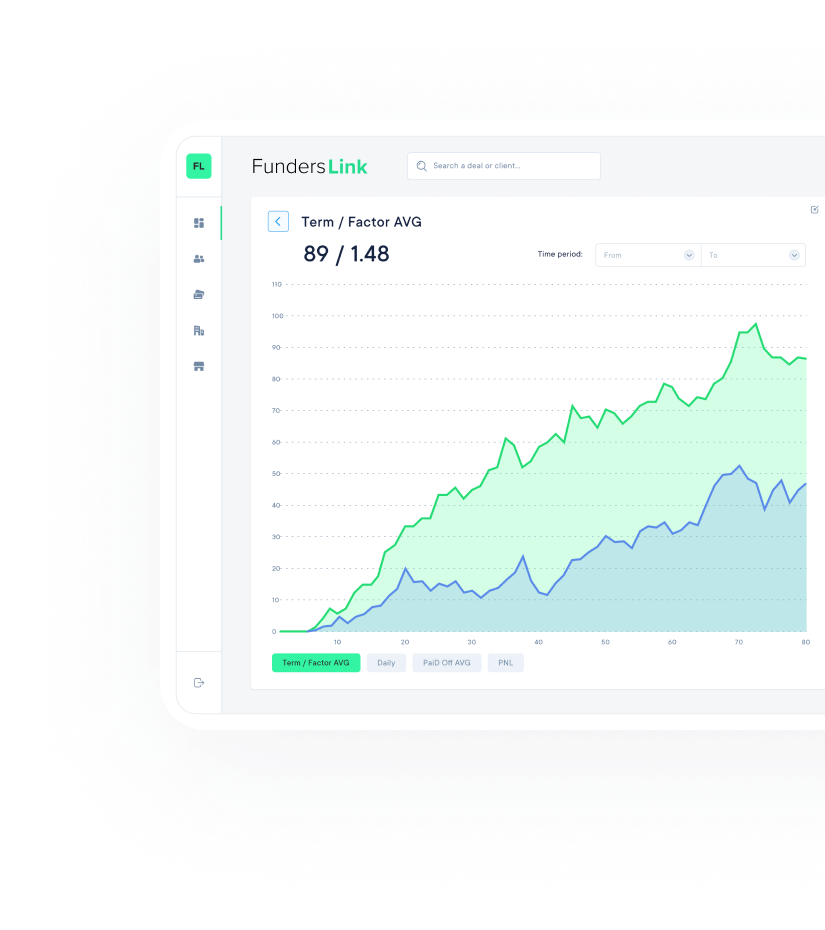 FL
FundersLink
Search a deal or client...
Term / Factor AVG
89 / 1.48
Time period:
From
To
110
100
90
80
70
60
50
40
30
20
10
0
10 20 30 40 50 60 70 80
Term / Factor AVG
Daily
PaiD Off AVG
PNL